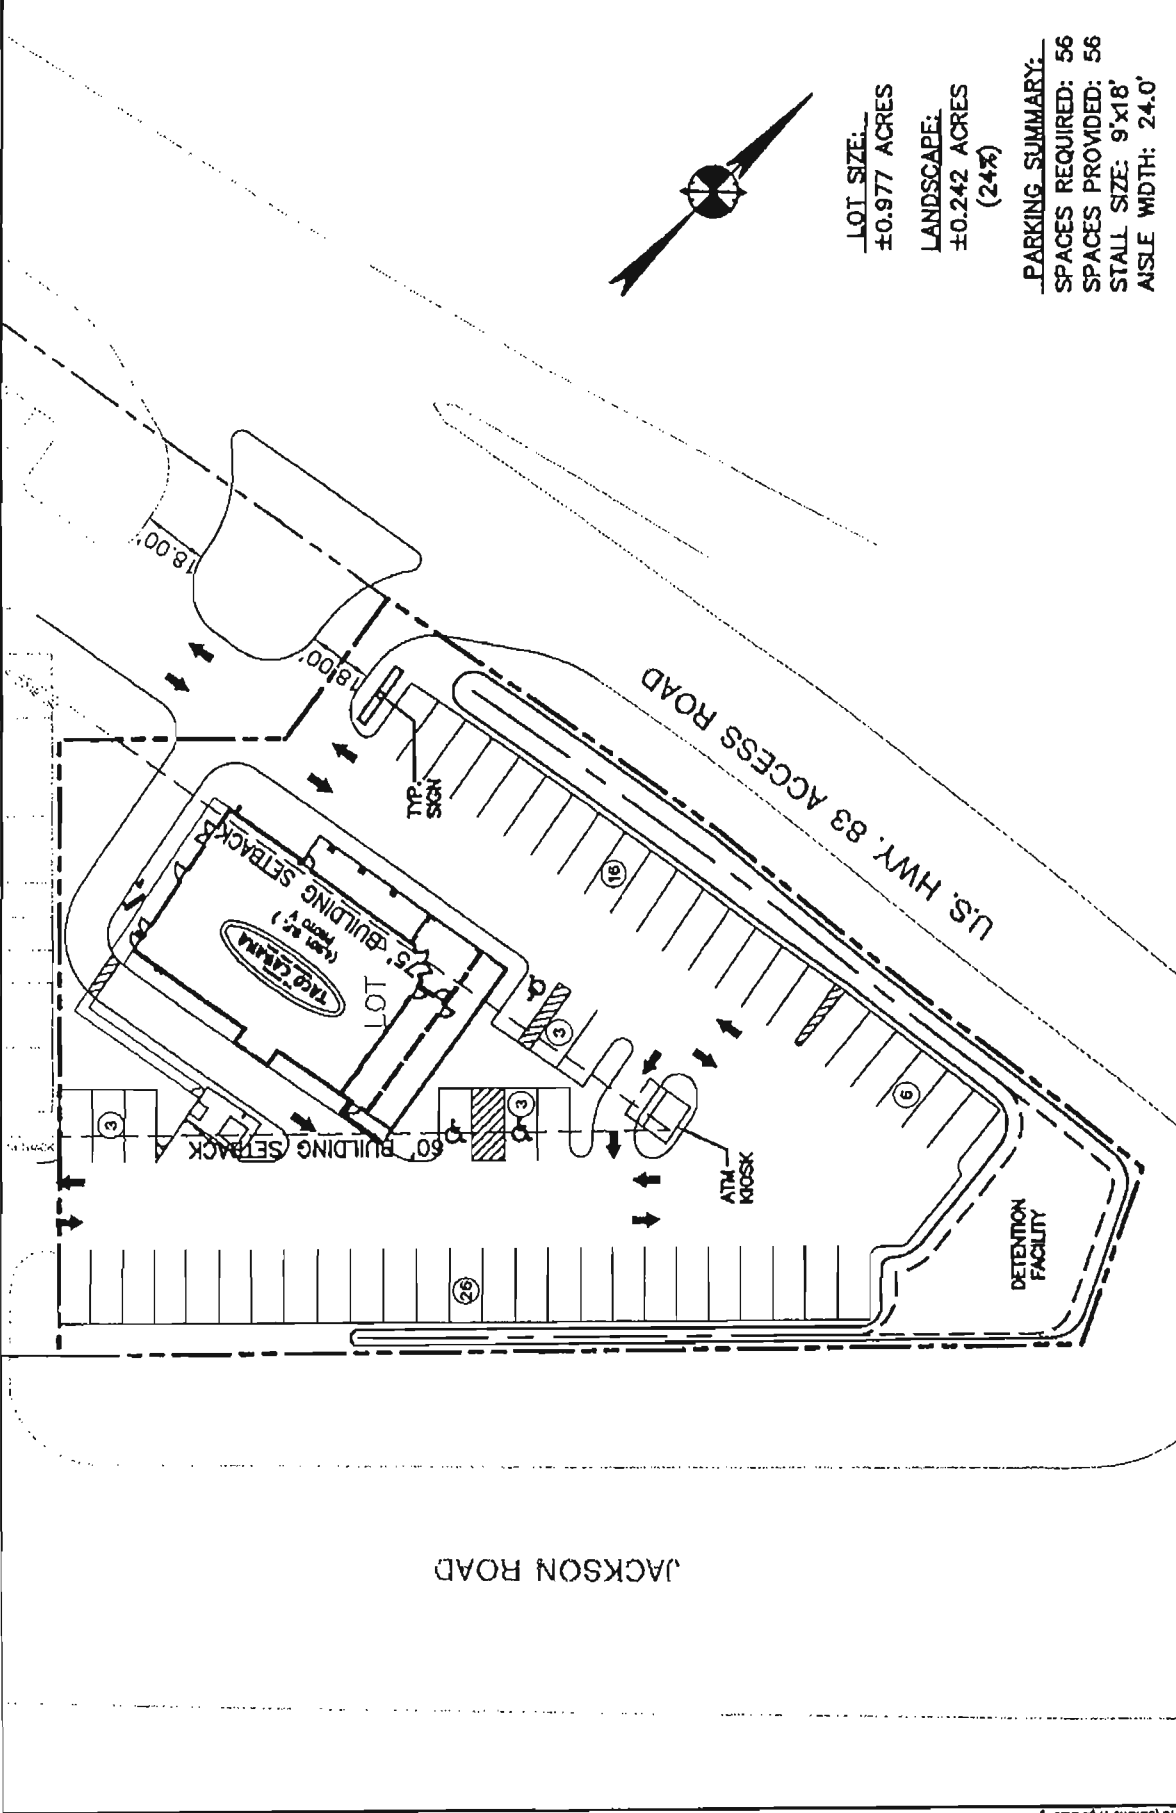 LOT SIZE:
±0.977 ACRES
LANDSCAPE:
±0.242 ACRES
(24%)
PARKING SUMMARY:
SPACES REQUIRED: 56
SPACES PROVIDED: 56
STALL SIZE: 9'x18'
AISLE WIDTH: 24.0'
18.00'
18.00'
TYP.
SIGN
U.S. HWY. 83 ACCESS ROAD
75' BUILDING SETBACK
TACO CABANA
LOT
16
3
3
3
6
60' BUILDING SETBACK
ATM
KIOSK
26
DETENTION
FACILITY
JACKSON ROAD